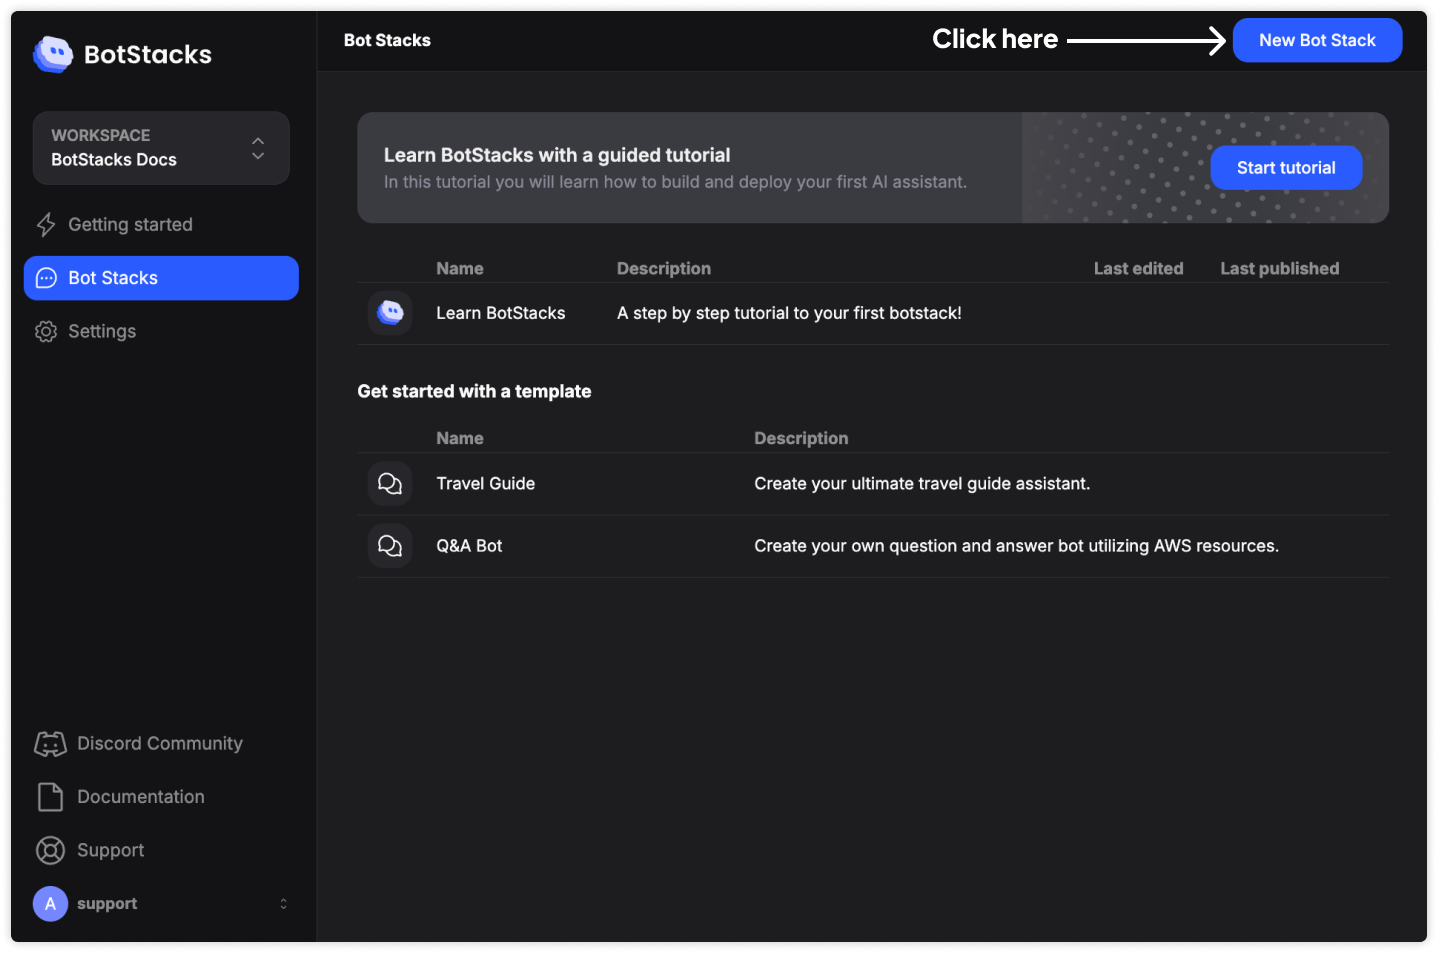 BotStacks
WORKSPACE
BotStacks Docs
Getting started
Bot Stacks
Settings
Discord Community
Documentation
Support
A support
Bot Stacks
Click here
New Bot Stack
Learn BotStacks with a guided tutorial
In this tutorial you will learn how to build and deploy your first AI assistant.
Start tutorial
Name Description Last edited Last published
Learn BotStacks A step by step tutorial to your first botstack!
Get started with a template
Name Description
Travel Guide Create your ultimate travel guide assistant.
Q&A Bot Create your own question and answer bot utilizing AWS resources.